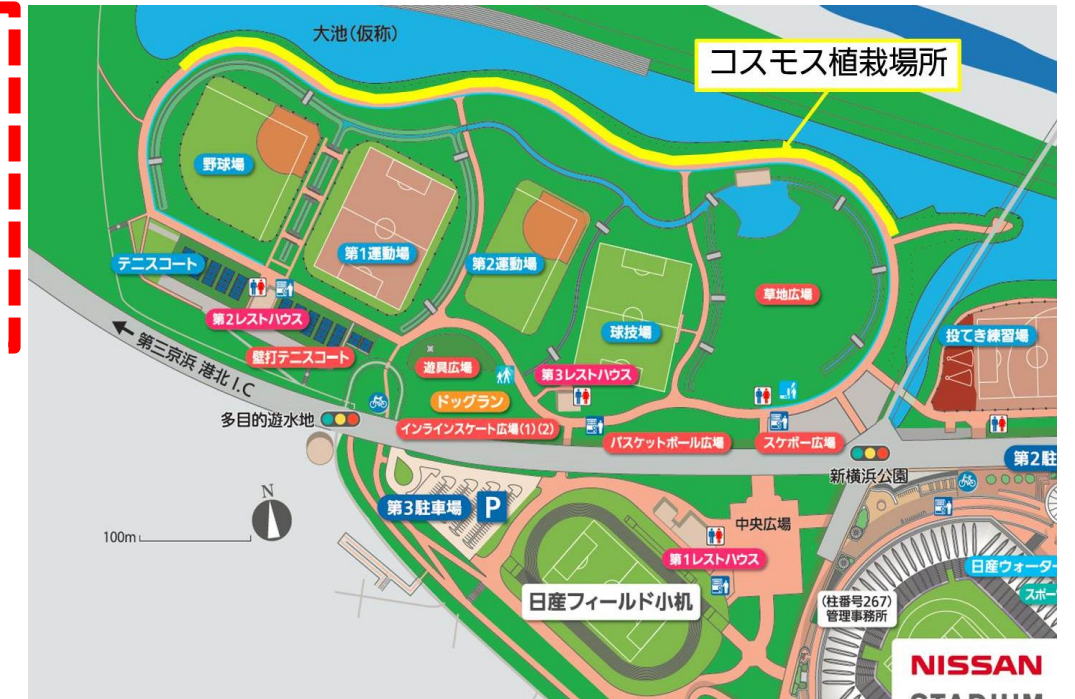 大池(仮称)
コスモス植栽場所
野球場
第1運動場
第2運動場
テニスコート
草地広場
球技場
第2レストハウス
投てき練習場
壁打テニスコート
遊具広場
第3レストハウス
第三京浜 港北I.C
ドッグラン
多目的遊水地
インラインスケート広場(1)(2)
バスケットボール広場
スケボー広場
新横浜公園
第2駐
N
第3駐車場
P
100m
中央広場
第1レストハウス
日産ウォーター
スポー
日産フィールド小机
(柱番号267)
管理事務所
NISSAN
STADIUM